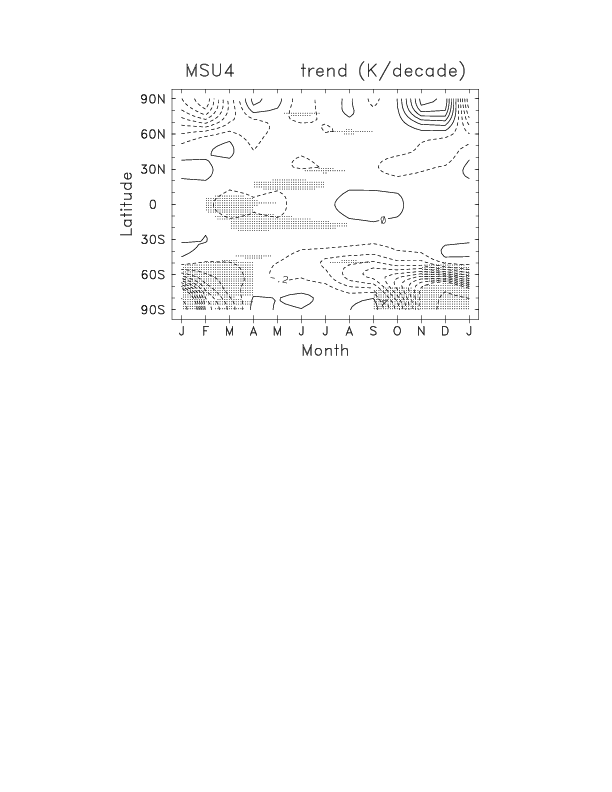 MSU4 trend (K/decade)
90N
60N
30N
0
30S
60S
90S
Latitude
0
-.2
J F M A M J J A S O N D J
Month